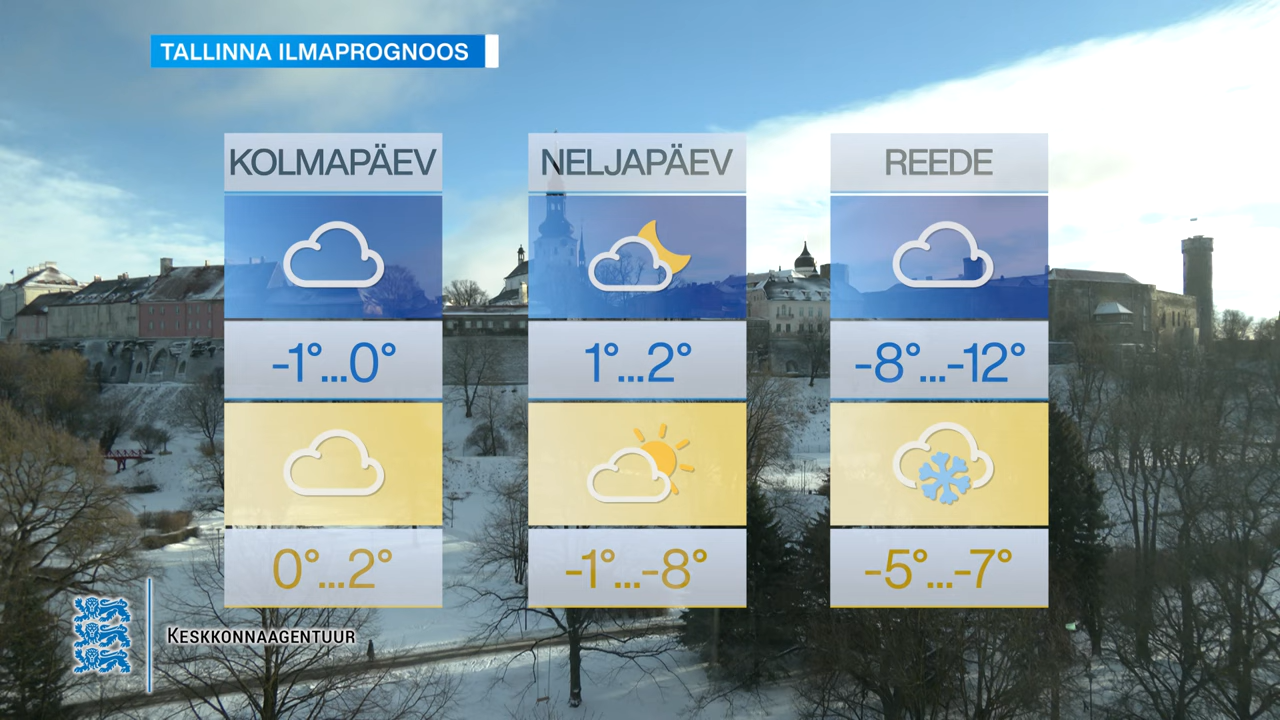 TALLINNA ILMAPROGNOOS
KOLMAPÄEV
-1°...0°
0°...2°
NELJAPÄEV
1°...2°
-1°...-8°
REEDE
-8°...-12°
-5°...-7°
KESKKONNAAGENTUUR